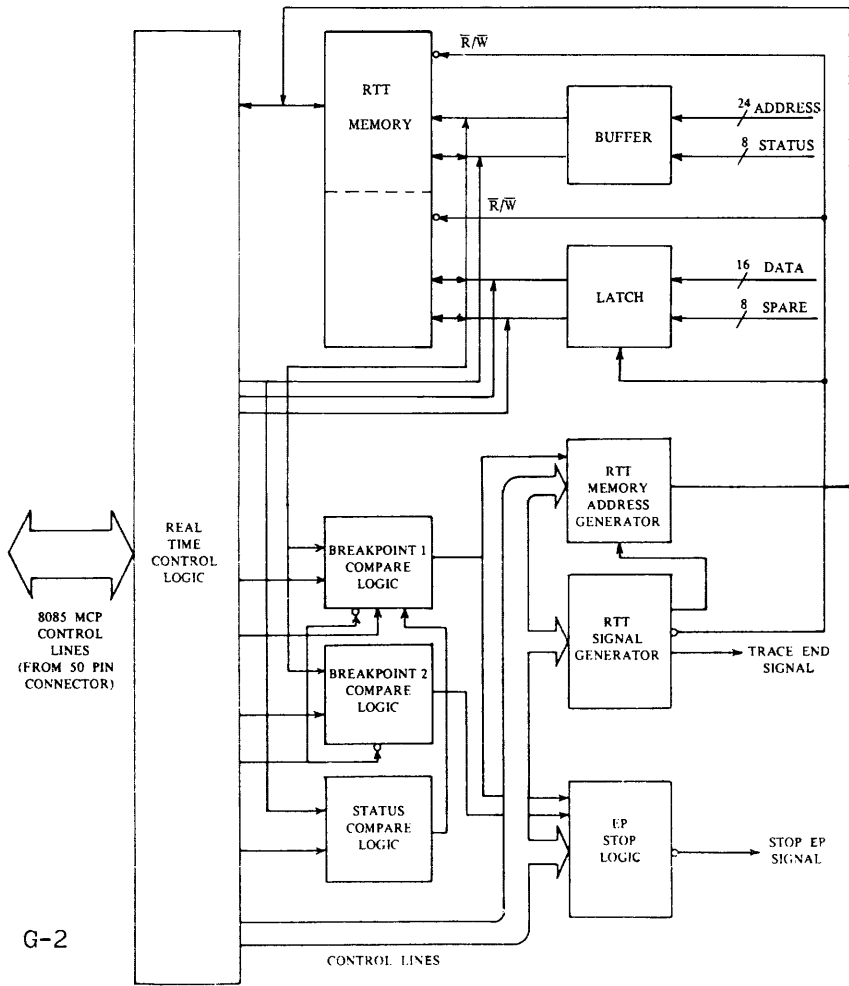 R̅/W̅
RTT
MEMORY
24 ADDRESS
BUFFER
8 STATUS
R̅/W̅
16 DATA
LATCH
8 SPARE
RTT
MEMORY
ADDRESS
GENERATOR
REAL
TIME
CONTROL
LOGIC
BREAKPOINT 1
COMPARE
LOGIC
8085 MCP
CONTROL
LINES
(FROM 50 PIN
CONNECTOR)
RTT
SIGNAL
GENERATOR
TRACE END
SIGNAL
BREAKPOINT 2
COMPARE
LOGIC
STATUS
COMPARE
LOGIC
EP
STOP
LOGIC
STOP EP
SIGNAL
G-2
CONTROL LINES